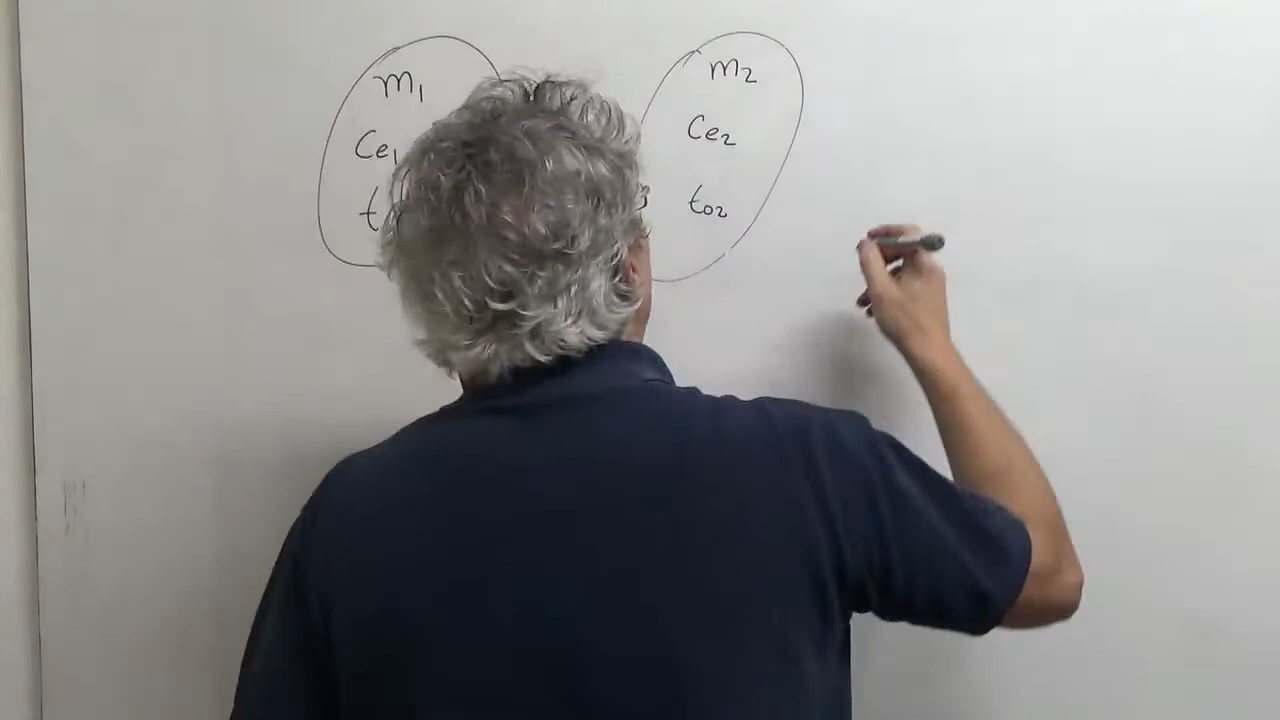 m₁ m₂
Ce₁ Ce₂
t t₀₂